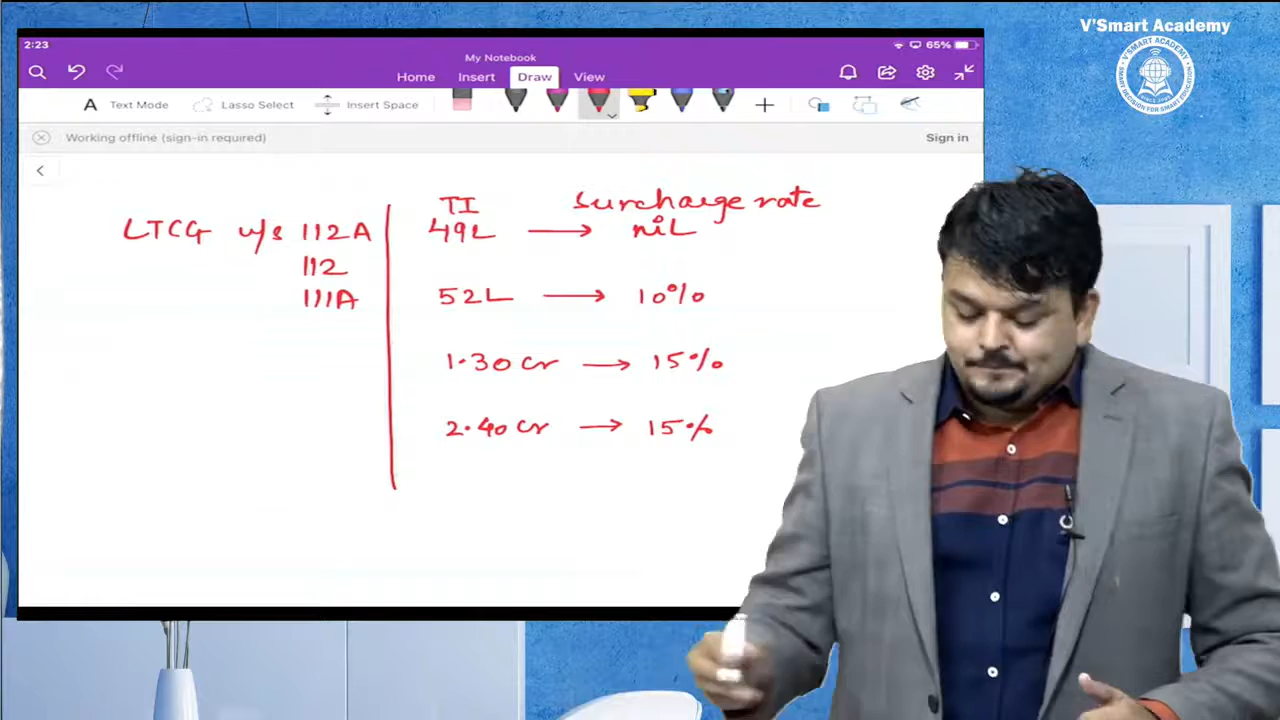 V'Smart Academy
2:23
65%
My Notebook
Home Insert Draw View
A Text Mode Lasso Select Insert Space
Working offline (sign-in required) Sign in
TI Surcharge rate
LTCG u/s 112A 49L → niL
112
111A 52L → 10%
1.30 cr → 15%
2.40 cr → 15%